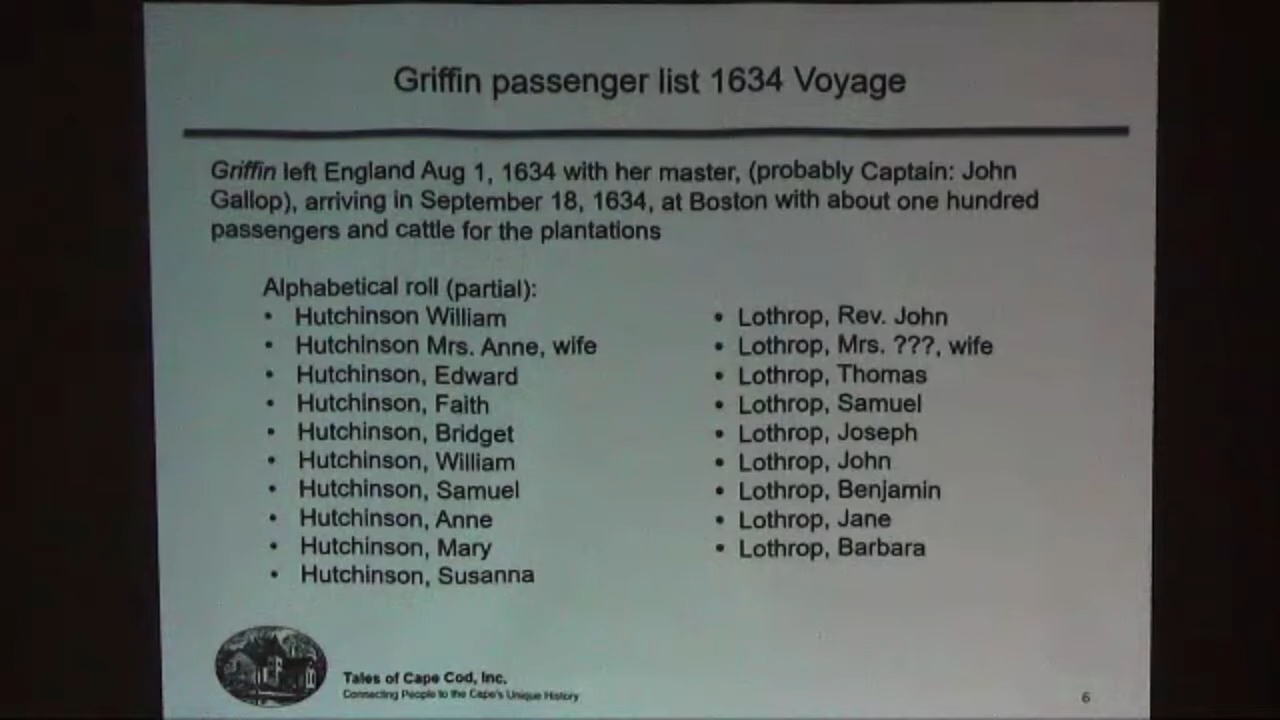 Griffin passenger list 1634 Voyage
Griffin left England Aug 1, 1634 with her master, (probably Captain: John
Gallop), arriving in September 18, 1634, at Boston with about one hundred
passengers and cattle for the plantations
Alphabetical roll (partial):
• Hutchinson William
• Hutchinson Mrs. Anne, wife
• Hutchinson, Edward
• Hutchinson, Faith
• Hutchinson, Bridget
• Hutchinson, William
• Hutchinson, Samuel
• Hutchinson, Anne
• Hutchinson, Mary
• Hutchinson, Susanna
• Lothrop, Rev. John
• Lothrop, Mrs. ???, wife
• Lothrop, Thomas
• Lothrop, Samuel
• Lothrop, Joseph
• Lothrop, John
• Lothrop, Benjamin
• Lothrop, Jane
• Lothrop, Barbara
Tales of Cape Cod, Inc.
Connecting People to the Cape's Unique History
6